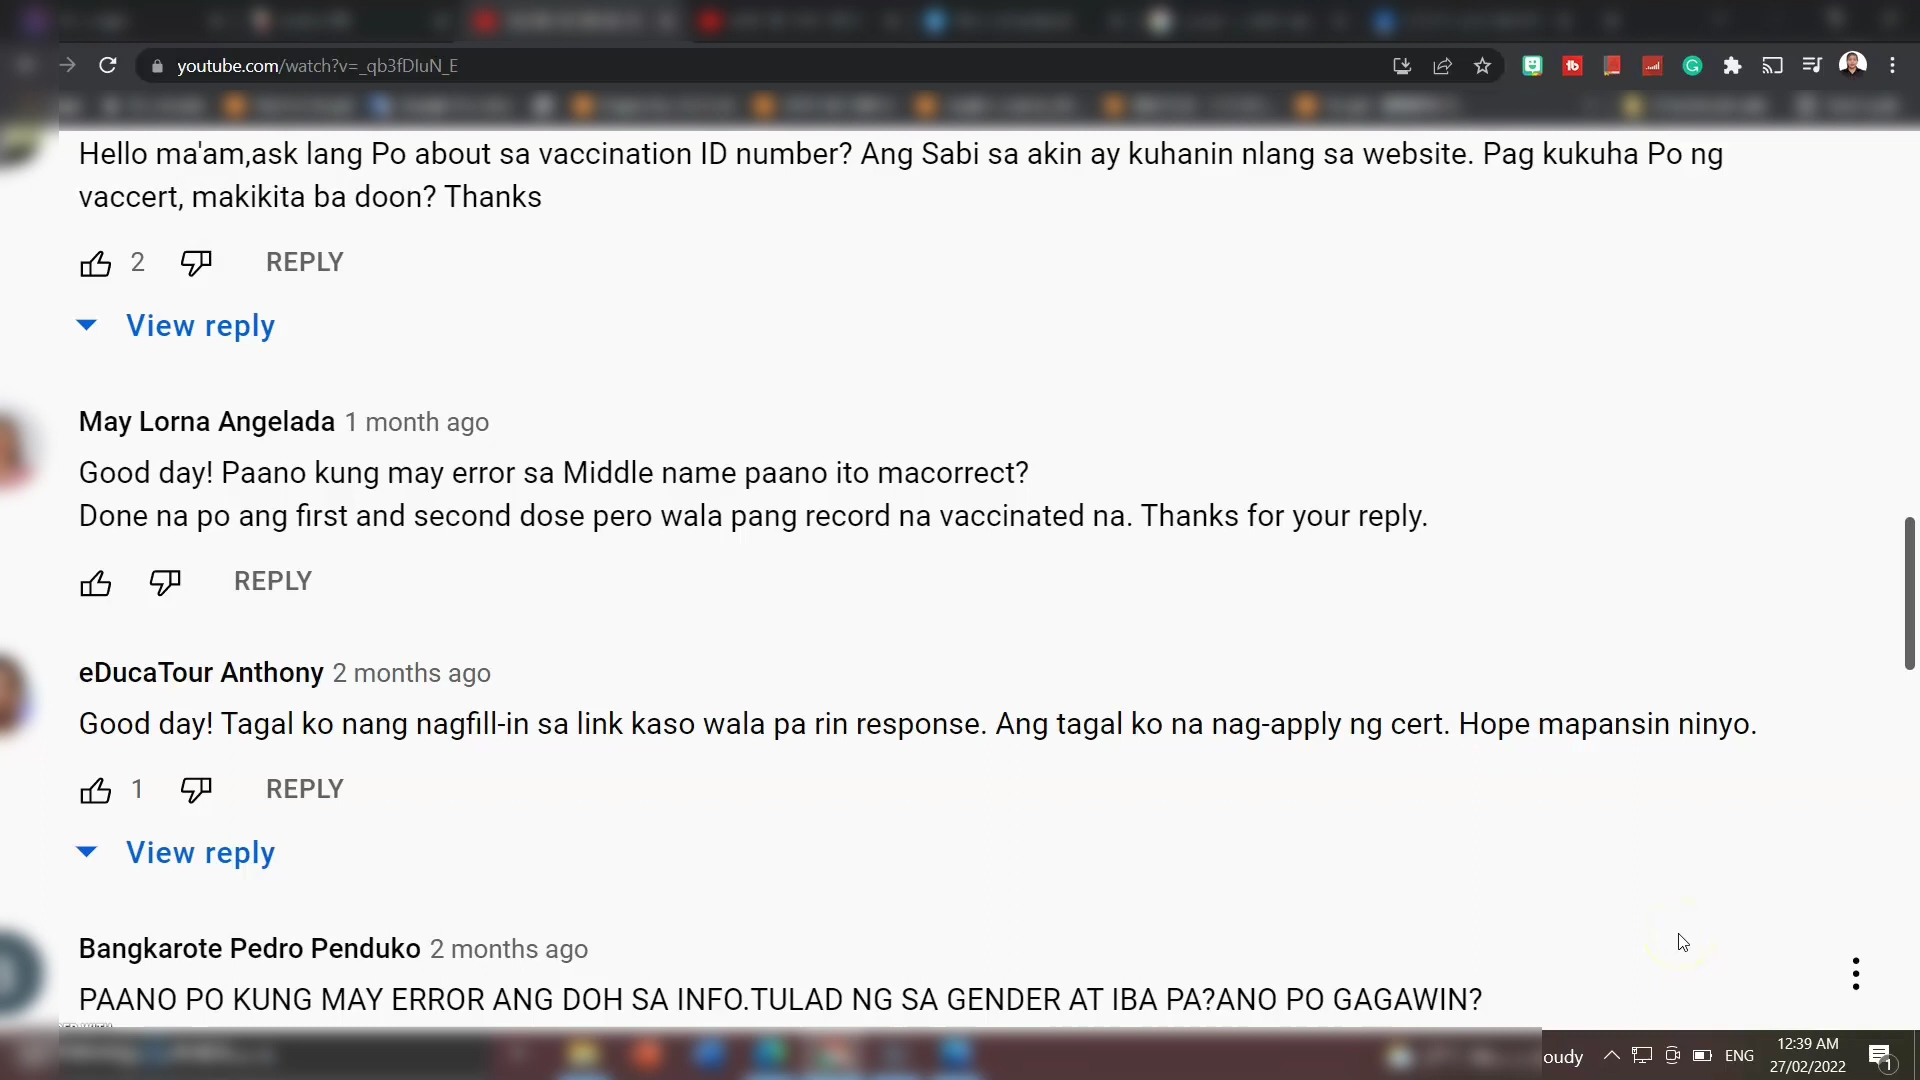 youtube.com/watch?v=_qb3fDIuN_E
Hello ma'am,ask lang Po about sa vaccination ID number? Ang Sabi sa akin ay kuhanin nlang sa website. Pag kukuha Po ng
vaccert, makikita ba doon? Thanks
2 REPLY
View reply
May Lorna Angelada 1 month ago
Good day! Paano kung may error sa Middle name paano ito macorrect?
Done na po ang first and second dose pero wala pang record na vaccinated na. Thanks for your reply.
REPLY
eDucaTour Anthony 2 months ago
Good day! Tagal ko nang nagfill-in sa link kaso wala pa rin response. Ang tagal ko na nag-apply ng cert. Hope mapansin ninyo.
1 REPLY
View reply
Bangkarote Pedro Penduko 2 months ago
PAANO PO KUNG MAY ERROR ANG DOH SA INFO.TULAD NG SA GENDER AT IBA PA?ANO PO GAGAWIN?
oudy ENG 12:39 AM
27/02/2022 1